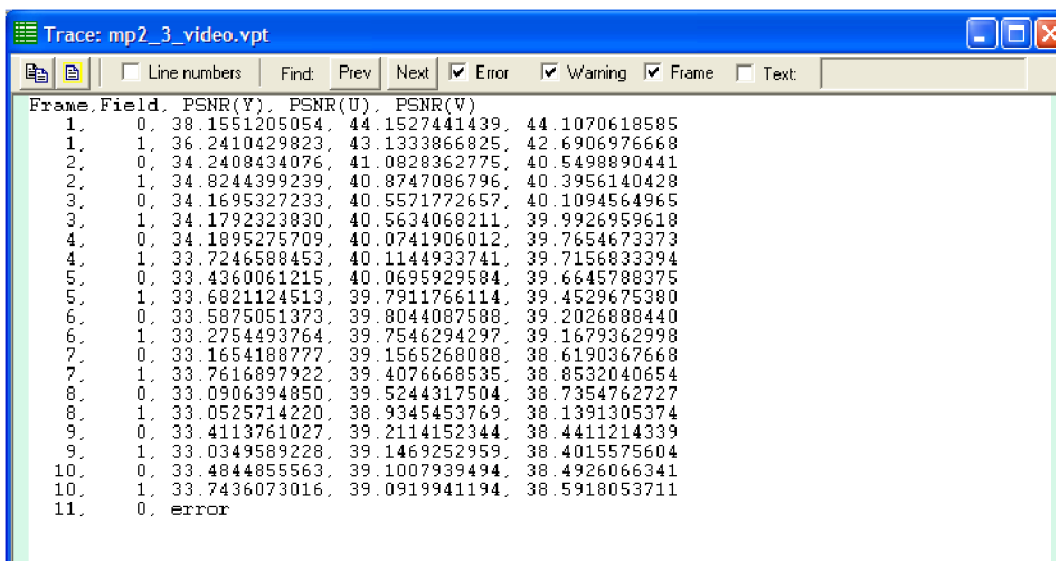 Trace: mp2_3_video.vpt
Line numbers Find: Prev Next Error Warning Frame Text:
Frame,Field, PSNR(Y), PSNR(U), PSNR(V)
1, 0, 38.1551205054, 44.1527441439, 44.1070618585
1, 1, 36.2410429823, 43.1333866825, 42.6906976668
2, 0, 34.2408434076, 41.0828362775, 40.5498890441
2, 1, 34.8244399239, 40.8747086796, 40.3956140428
3, 0, 34.1695327233, 40.5571772657, 40.1094564965
3, 1, 34.1792323830, 40.5634068211, 39.9926959618
4, 0, 34.1895275709, 40.0741906012, 39.7654673373
4, 1, 33.7246588453, 40.1144933741, 39.7156833394
5, 0, 33.4360061215, 40.0695929584, 39.6645788375
5, 1, 33.6821124513, 39.7911766114, 39.4529675380
6, 0, 33.5875051373, 39.8044087588, 39.2026888440
6, 1, 33.2754493764, 39.7546294297, 39.1679362998
7, 0, 33.1654188777, 39.1565268088, 38.6190367668
7, 1, 33.7616897922, 39.4076668535, 38.8532040654
8, 0, 33.0906394850, 39.5244317504, 38.7354762727
8, 1, 33.0525714220, 38.9345453769, 38.1391305374
9, 0, 33.4113761027, 39.2114152344, 38.4411214339
9, 1, 33.0349589228, 39.1469252959, 38.4015575604
10, 0, 33.4844855563, 39.1007939494, 38.4926066341
10, 1, 33.7436073016, 39.0919941194, 38.5918053711
11, 0, error